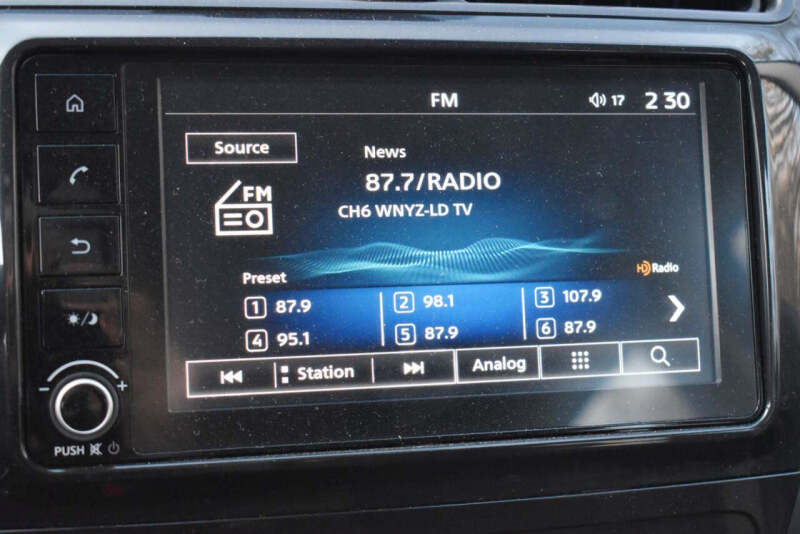 FM 17 2 30
Source
News
FM
87.7/RADIO
CH6 WNYZ-LD TV
HD Radio
Preset
1 87.9 2 98.1 3 107.9
4 95.1 5 87.9 6 87.9
Station Analog
- +
PUSH